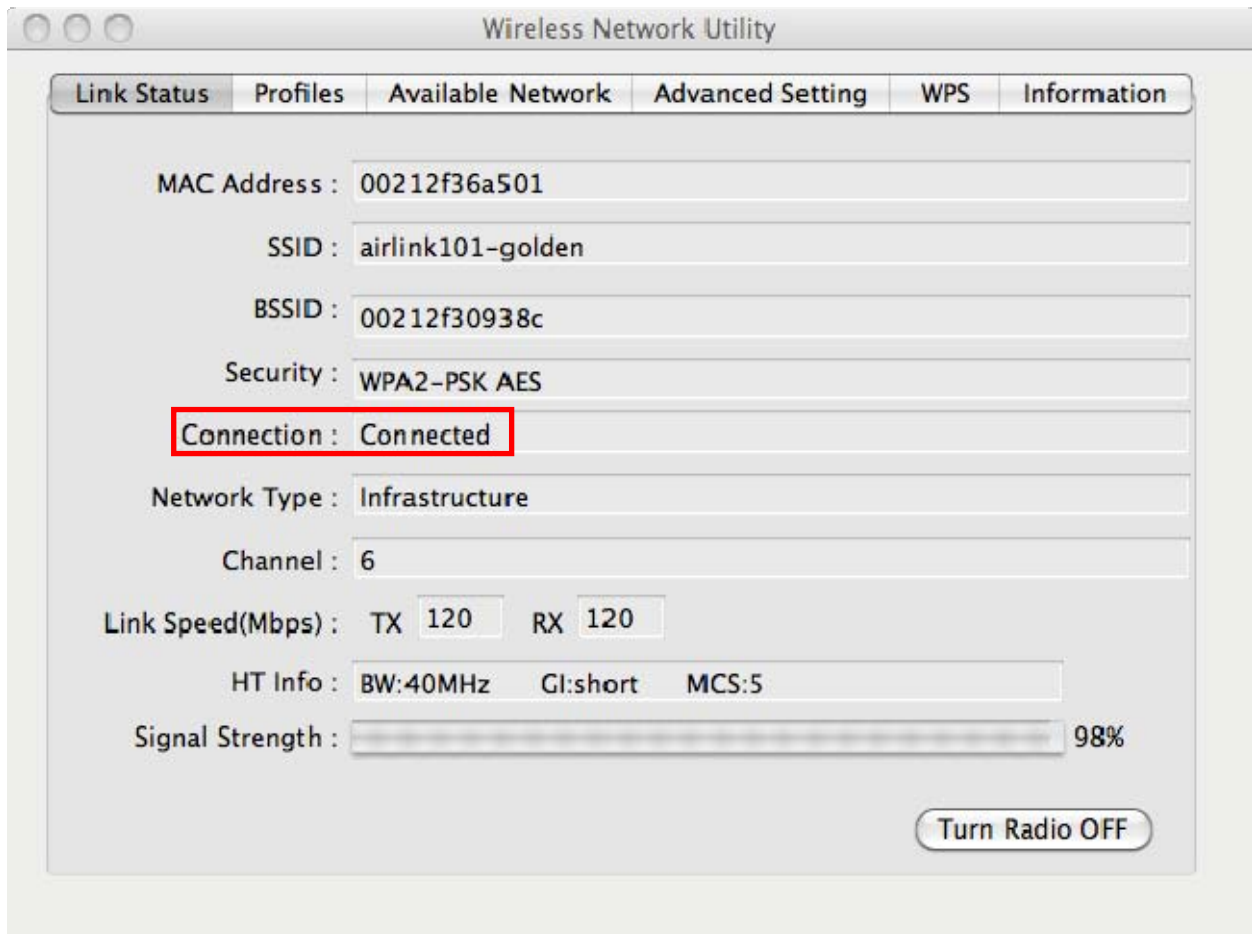 Wireless Network Utility
Link Status Profiles Available Network Advanced Setting WPS Information
MAC Address : 00212f36a501
SSID : airlink101-golden
BSSID : 00212f30938c
Security : WPA2-PSK AES
Connection : Connected
Network Type : Infrastructure
Channel : 6
Link Speed(Mbps) : TX 120 RX 120
HT Info : BW:40MHz GI:short MCS:5
Signal Strength : 98%
Turn Radio OFF